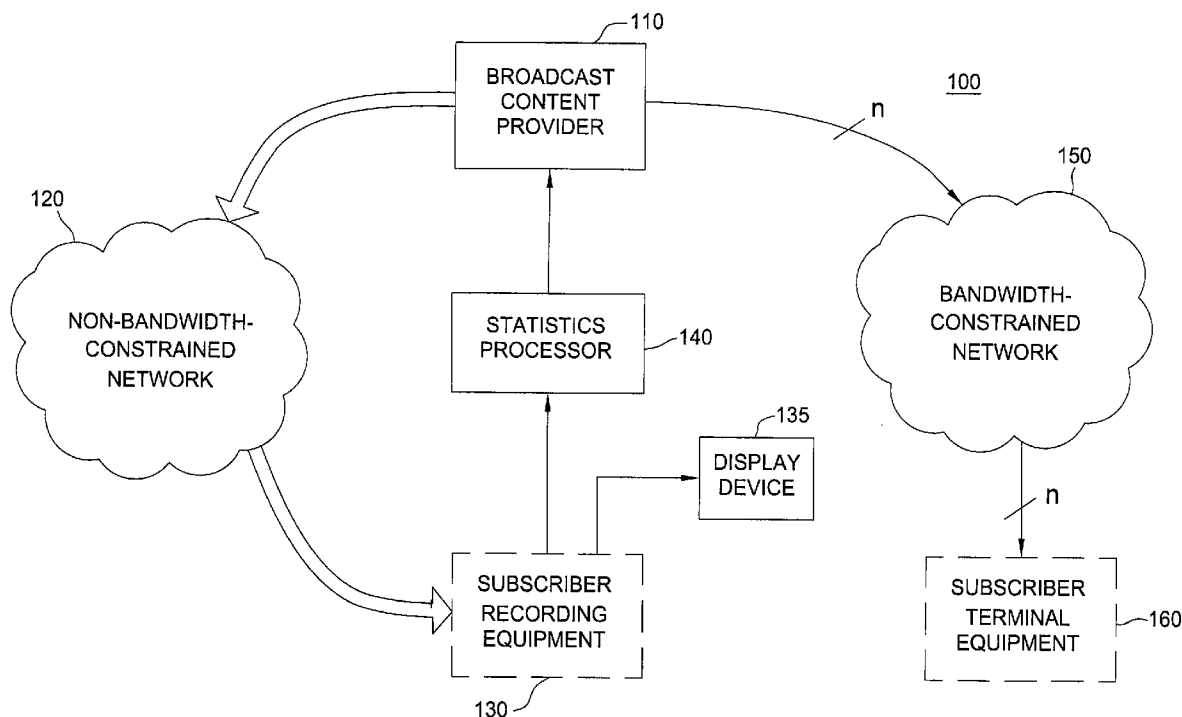 110
BROADCAST
CONTENT
PROVIDER
100
n
120
150
NON-BANDWIDTH-
CONSTRAINED
NETWORK
STATISTICS
PROCESSOR
140
BANDWIDTH-
CONSTRAINED
NETWORK
135
DISPLAY
DEVICE
n
SUBSCRIBER
RECORDING
EQUIPMENT
130
SUBSCRIBER
TERMINAL
EQUIPMENT
160